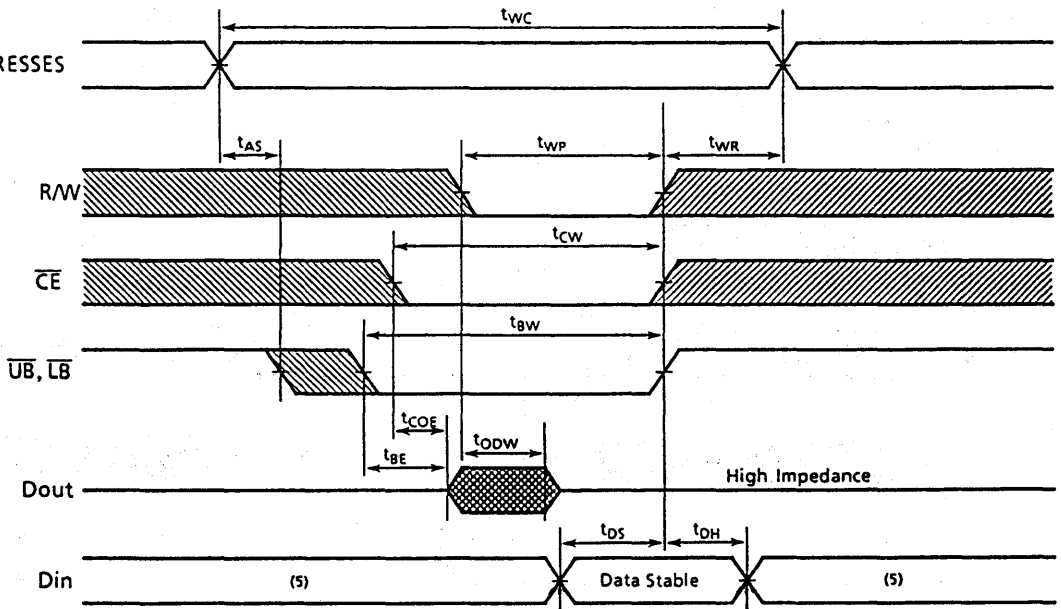 tWC
RESSES
tAS
tWP
tWR
R/W
tCW
CE
tBW
UB, LB
tCOE
tODW
tBE
High Impedance
Dout
tDS
tDH
Din
(5)
Data Stable
(5)